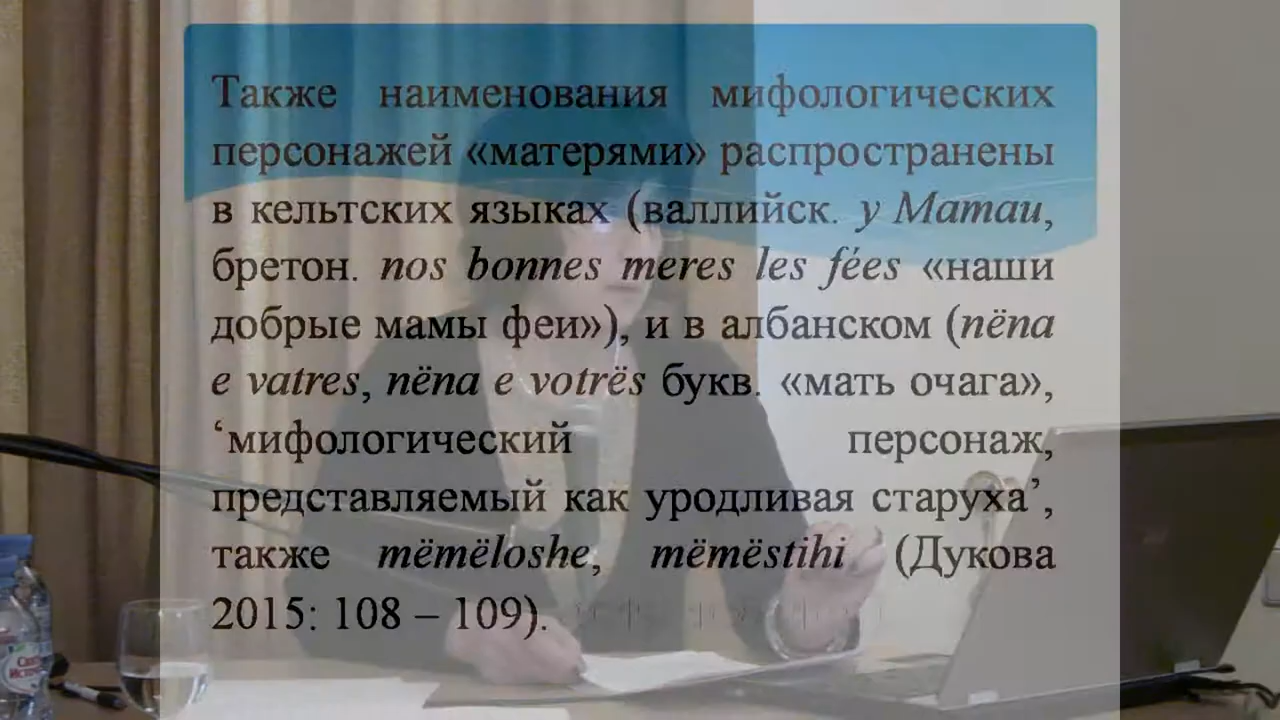 Также наименования мифологических
персонажей «матерями» распространены
в кельтских языках (валлийск. y Mamau,
бретон. nos bonnes meres les fées «наши
добрые мамы феи»), и в албанском (nëna
e vatres, nëna e votrës букв. «мать очага»,
‘мифологический персонаж,
представляемый как уродливая старуха’,
также mëmëloshe, mëmëstihi (Дукова
2015: 108 – 109).